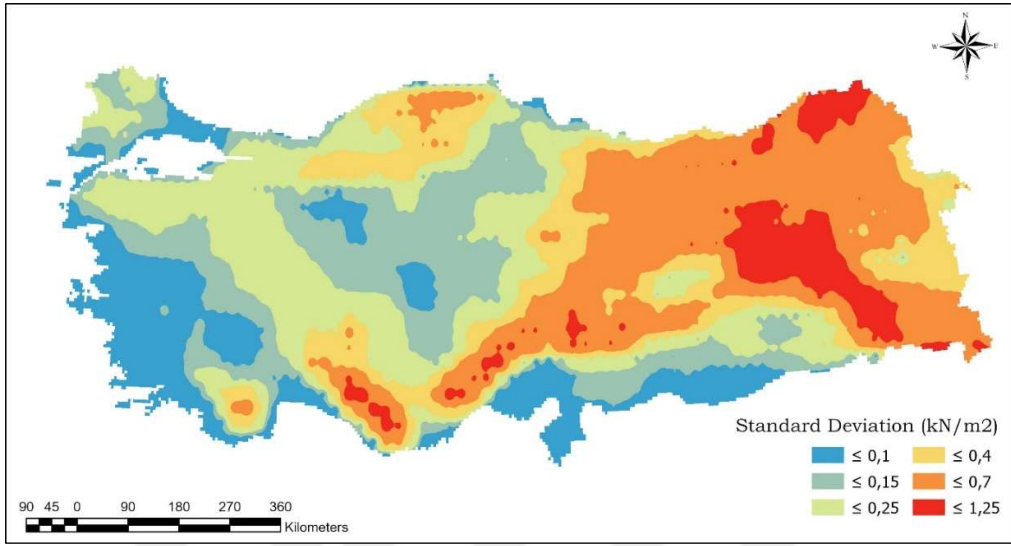 N
W U
S
Standard Deviation (kN/m2)
≤ 0,1 ≤ 0,4
≤ 0,15 ≤ 0,7
≤ 0,25 ≤ 1,25
90 45 0 90 180 270 360
Kilometers